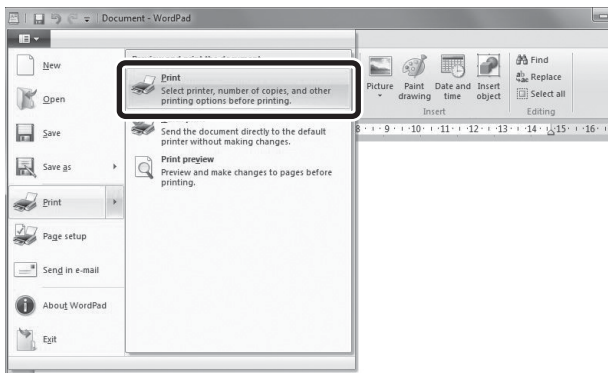 Document - WordPad
New
Open
Save
Save as
Print
Page setup
Send in e-mail
About WordPad
Exit
Print
Select printer, number of copies, and other
printing options before printing.
Send the document directly to the default
printer without making changes.
Print preview
Preview and make changes to pages before
printing.
Picture
Paint
drawing
Date and
time
Insert
object
Insert
Find
Replace
Select all
Editing
8 9 10 11 12 13 14 15 16